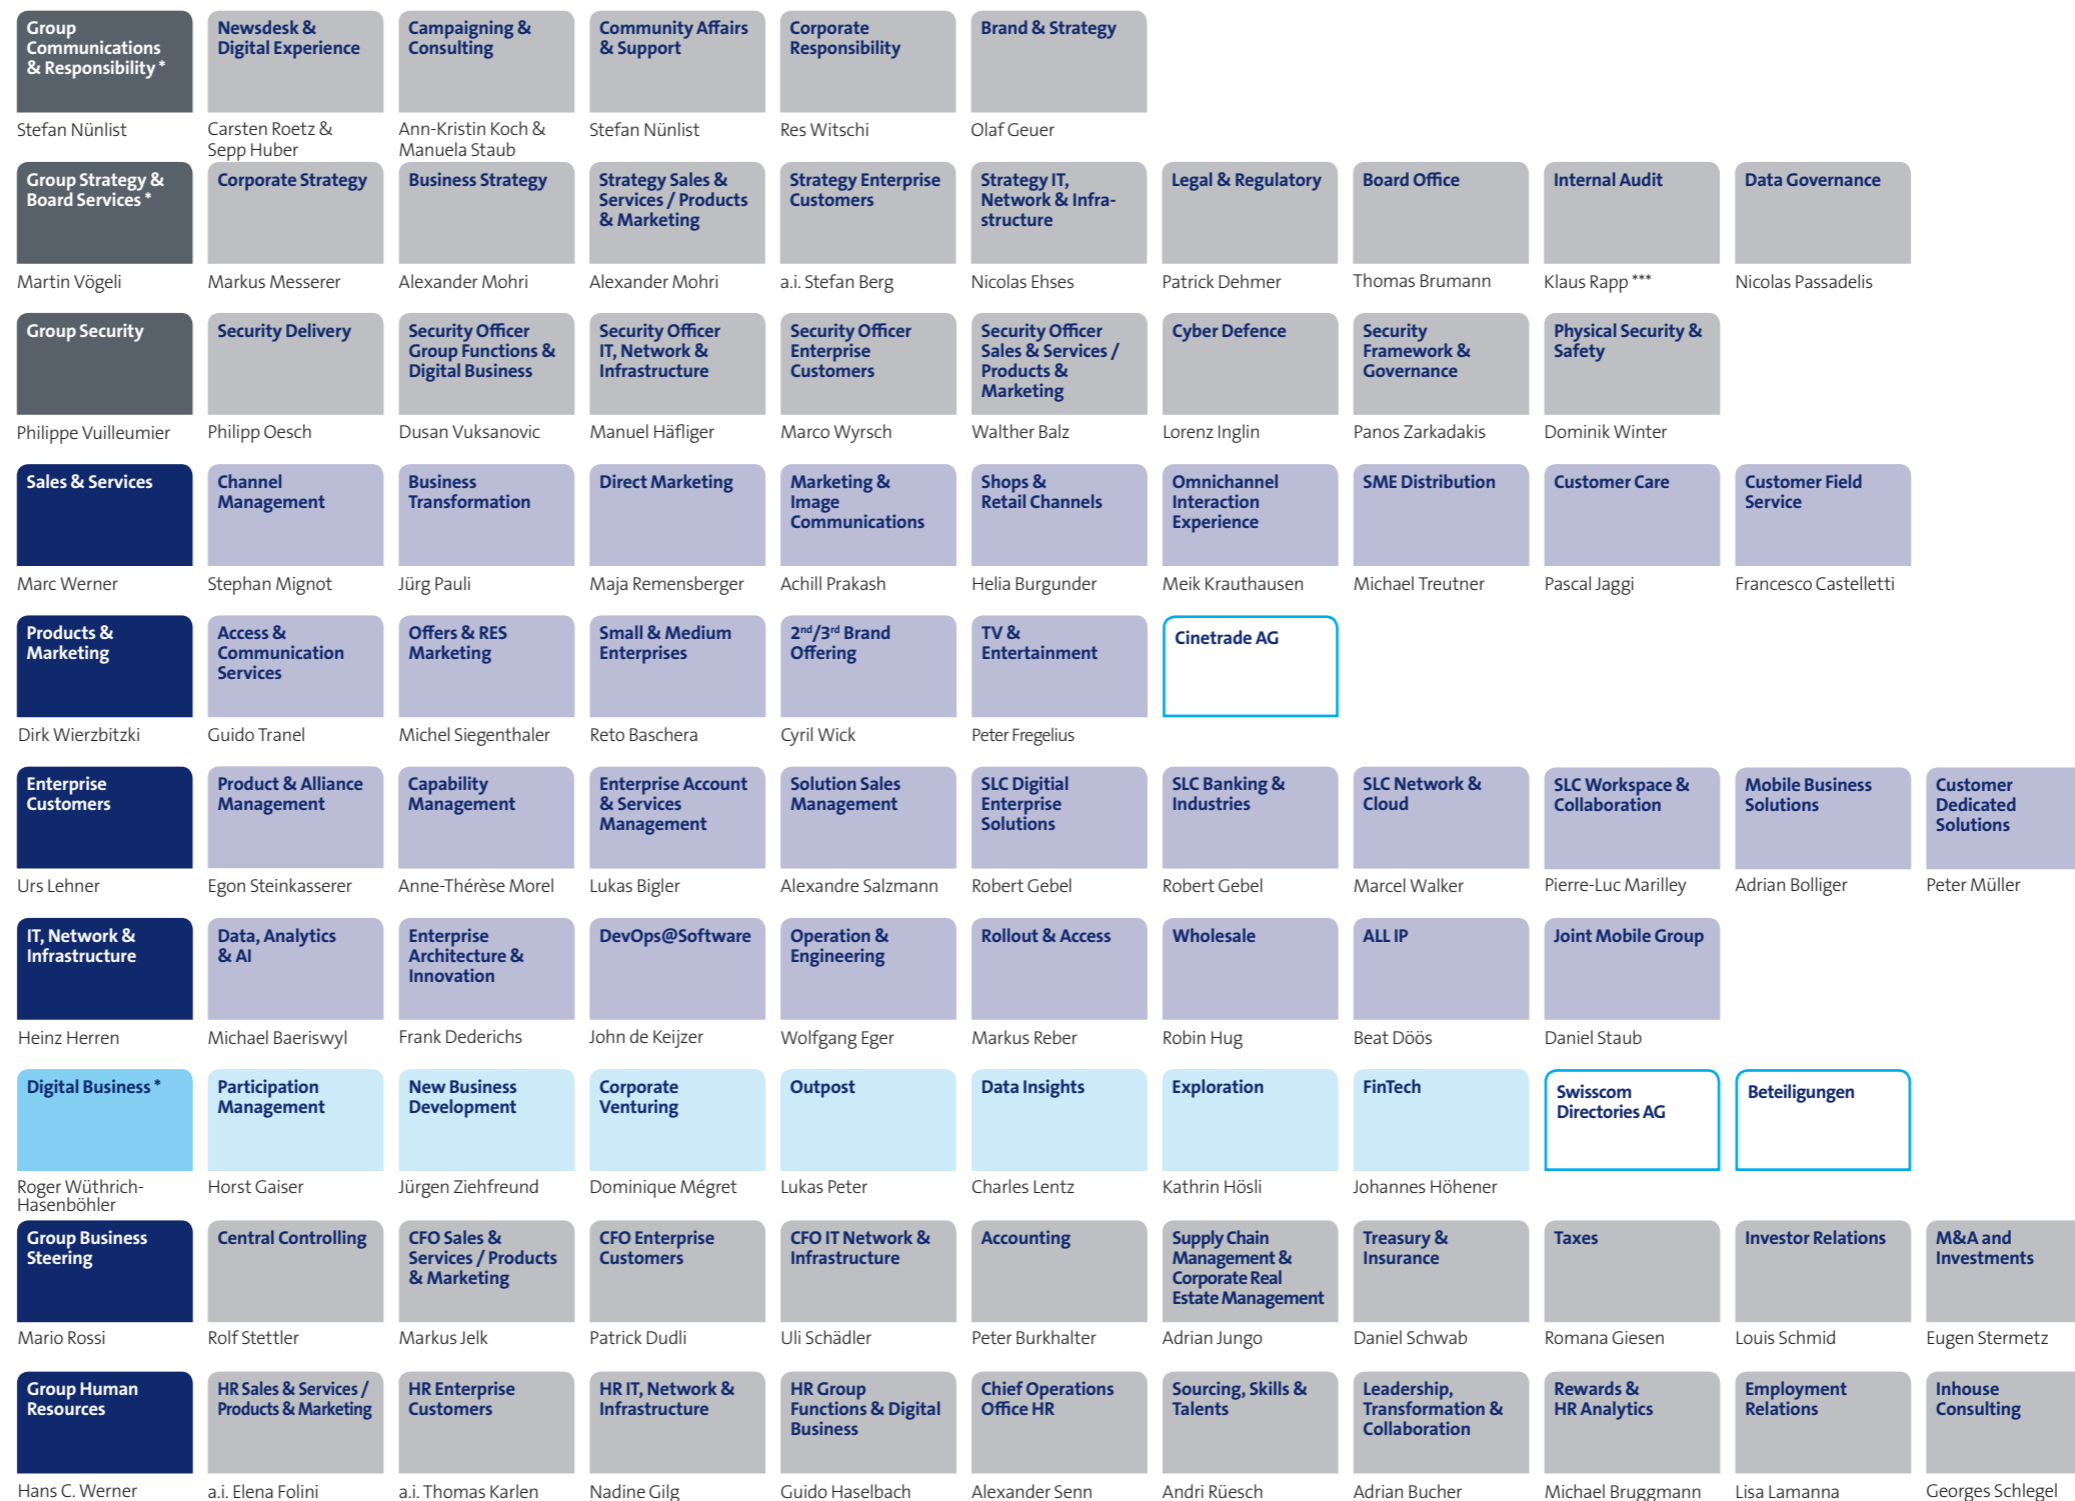 Group
Communications
& Responsibility *
Newsdesk &
Digital Experience
Campaigning &
Consulting
Community Affairs
& Support
Corporate
Responsibility
Brand & Strategy
Stefan Nünlist
Carsten Roetz &
Sepp Huber
Ann-Kristin Koch &
Manuela Staub
Stefan Nünlist
Res Witschi
Olaf Geuer
Group Strategy &
Board Services *
Corporate Strategy
Business Strategy
Strategy Sales &
Services / Products
& Marketing
Strategy Enterprise
Customers
Strategy IT,
Network & Infra-
structure
Legal & Regulatory
Board Office
Internal Audit
Data Governance
Martin Vögeli
Markus Messerer
Alexander Mohri
Alexander Mohri
a.i. Stefan Berg
Nicolas Ehses
Patrick Dehmer
Thomas Brumann
Klaus Rapp ***
Nicolas Passadelis
Group Security
Security Delivery
Security Officer
Group Functions &
Digital Business
Security Officer
IT, Network &
Infrastructure
Security Officer
Enterprise
Customers
Security Officer
Sales & Services /
Products &
Marketing
Cyber Defence
Security
Framework &
Governance
Physical Security &
Safety
Philippe Vuilleumier
Philipp Oesch
Dusan Vuksanovic
Manuel Häfliger
Marco Wyrsch
Walther Balz
Lorenz Inglin
Panos Zarkadakis
Dominik Winter
Sales & Services
Channel
Management
Business
Transformation
Direct Marketing
Marketing &
Image
Communications
Shops &
Retail Channels
Omnichannel
Interaction
Experience
SME Distribution
Customer Care
Customer Field
Service
Marc Werner
Stephan Mignot
Jürg Pauli
Maja Remensberger
Achill Prakash
Helia Burgunder
Meik Krauthausen
Michael Treutner
Pascal Jaggi
Francesco Castelletti
Products &
Marketing
Access &
Communication
Services
Offers & RES
Marketing
Small & Medium
Enterprises
2nd/3rd Brand
Offering
TV &
Entertainment
Cinetrade AG
Dirk Wierzbitzki
Guido Tranel
Michel Siegenthaler
Reto Baschera
Cyril Wick
Peter Fregelius
Enterprise
Customers
Product & Alliance
Management
Capability
Management
Enterprise Account
& Services
Management
Solution Sales
Management
SLC Digitial
Enterprise
Solutions
SLC Banking &
Industries
SLC Network &
Cloud
SLC Workspace &
Collaboration
Mobile Business
Solutions
Customer
Dedicated
Solutions
Urs Lehner
Egon Steinkasserer
Anne-Thérèse Morel
Lukas Bigler
Alexandre Salzmann
Robert Gebel
Robert Gebel
Marcel Walker
Pierre-Luc Marilley
Adrian Bolliger
Peter Müller
IT, Network &
Infrastructure
Data, Analytics
& AI
Enterprise
Architecture &
Innovation
DevOps@Software
Operation &
Engineering
Rollout & Access
Wholesale
ALL IP
Joint Mobile Group
Heinz Herren
Michael Baeriswyl
Frank Dederichs
John de Keijzer
Wolfgang Eger
Markus Reber
Robin Hug
Beat Döös
Daniel Staub
Digital Business *
Participation
Management
New Business
Development
Corporate
Venturing
Outpost
Data Insights
Exploration
FinTech
Swisscom
Directories AG
Beteiligungen
Roger Wüthrich-
Hasenböhler
Horst Gaiser
Jürgen Ziehfreund
Dominique Mégret
Lukas Peter
Charles Lentz
Kathrin Hösli
Johannes Höhener
Group Business
Steering
Central Controlling
CFO Sales &
Services / Products
& Marketing
CFO Enterprise
Customers
CFO IT Network &
Infrastructure
Accounting
Supply Chain
Management &
Corporate Real
Estate Management
Treasury &
Insurance
Taxes
Investor Relations
M&A and
Investments
Mario Rossi
Rolf Stettler
Markus Jelk
Patrick Dudli
Uli Schädler
Peter Burkhalter
Adrian Jungo
Daniel Schwab
Romana Giesen
Louis Schmid
Eugen Stermetz
Group Human
Resources
HR Sales & Services /
Products & Marketing
HR Enterprise
Customers
HR IT, Network &
Infrastructure
HR Group
Functions & Digital
Business
Chief Operations
Office HR
Sourcing, Skills &
Talents
Leadership,
Transformation &
Collaboration
Rewards &
HR Analytics
Employment
Relations
Inhouse
Consulting
Hans C. Werner
a.i. Elena Folini
a.i. Thomas Karlen
Nadine Gilg
Guido Haselbach
Alexander Senn
Andri Rüesch
Adrian Bucher
Michael Bruggmann
Lisa Lamanna
Georges Schlegel